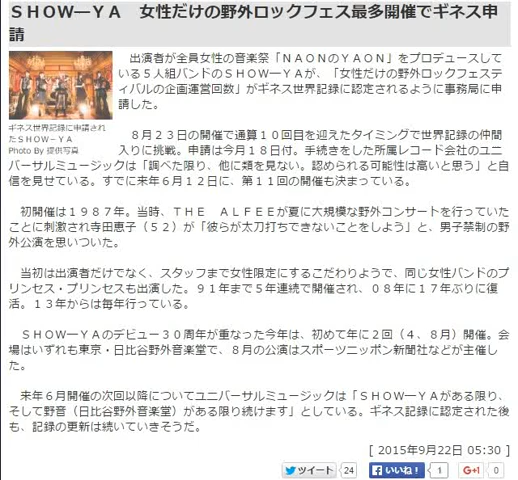 ＳＨＯＷ―ＹＡ　女性だけの野外ロックフェス最多開催でギネス申
請
ギネス世界記録に申請され
たＳＨＯＷ－ＹＡ
Photo By 提供写真
　出演者が全員女性の音楽祭「ＮＡＯＮのＹＡＯＮ」をプロデュースして
いる５人組バンドのＳＨＯＷ―ＹＡが、「女性だけの野外ロックフェスティ
バルの企画運営回数」がギネス世界記録に認定されるように事務局に申
請した。
　８月２３日の開催で通算１０回目を迎えたタイミングで世界記録の仲間
入りに挑戦。申請は今月１８日付。手続きをした所属レコード会社のユニ
バーサルミュージックは「調べた限り、他に類を見ない。認められる可能性は高いと思う」と自
信を見せている。すでに来年６月１２日に、第１１回の開催も決まっている。
　初開催は１９８７年。当時、ＴＨＥ　ＡＬＦＥＥが夏に大規模な野外コンサートを行っていた
ことに刺激され寺田恵子（５２）が「彼らが太刀打ちできないことをしよう」と、男子禁制の野
外公演を思いついた。
　当初は出演者だけでなく、スタッフまで女性限定にするこだわりようで、同じ女性バンドのプ
リンセス・プリンセスも出演した。９１年まで５年連続で開催され、０８年に１７年ぶりに復
活。１３年からは毎年行っている。
　ＳＨＯＷ―ＹＡのデビュー３０周年が重なった今年は、初めて年に２回（４、８月）開催。会
場はいずれも東京・日比谷野外音楽堂で、８月の公演はスポーツニッポン新聞社などが主催し
た。
　来年６月開催の次回以降についてユニバーサルミュージックは「ＳＨＯＷ―ＹＡがある限り、
そして野音（日比谷野外音楽堂）がある限り続けます」としている。ギネス記録に認定された後
も、記録の更新は続いていきそうだ。
[ 2015年9月22日 05:30 ]
ツイート 24 いいね！ 1 g+1 0